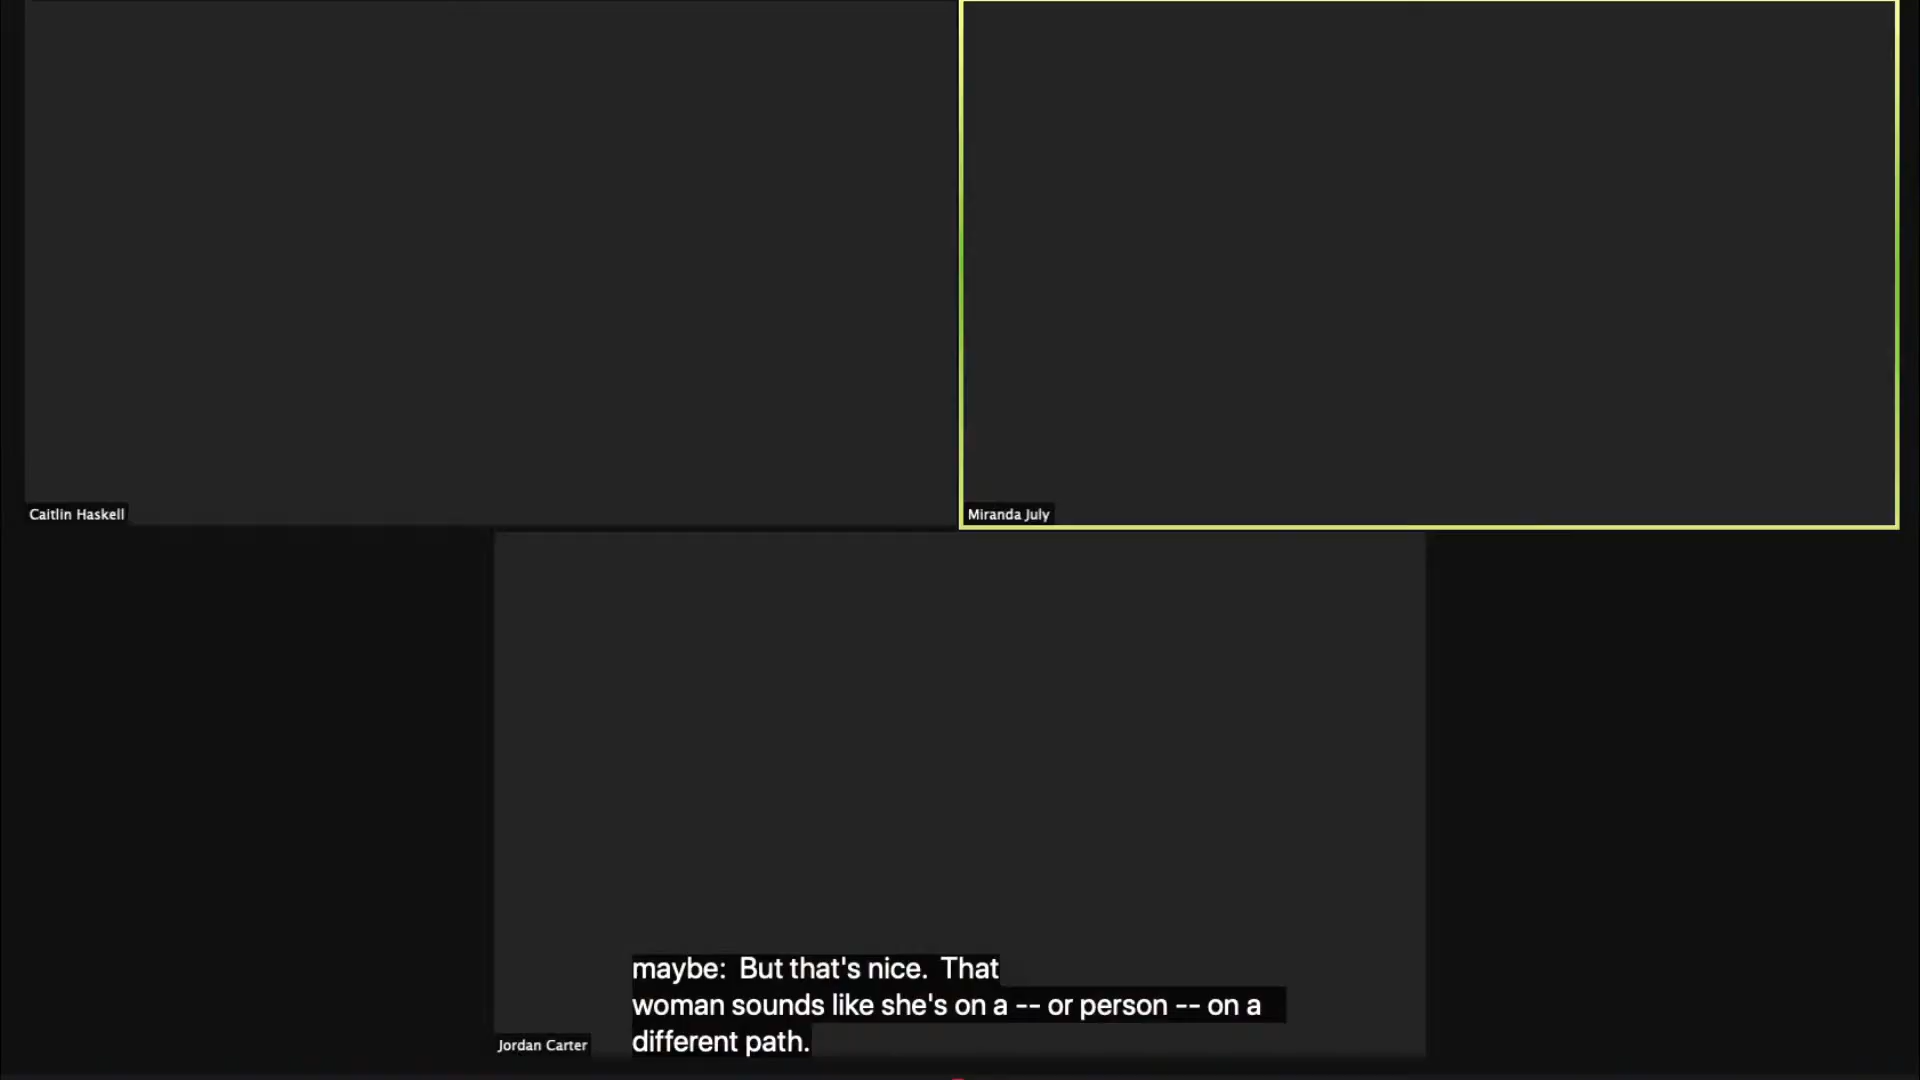 Caitlin Haskell
Miranda July
maybe:  But that's nice.  That
woman sounds like she's on a -- or person -- on a
different path.
Jordan Carter